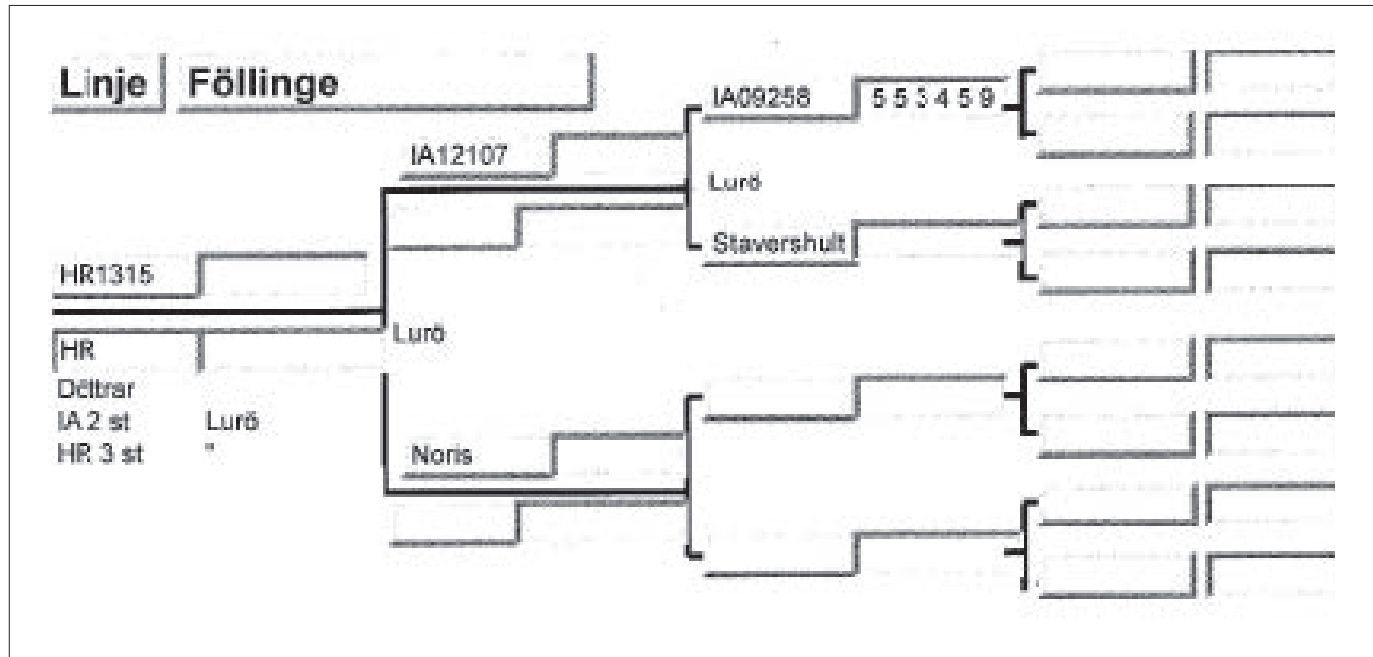 Linje Föllinge
IA09258 5 5 3 4 5 9
IA12107
Lurö
Stavershult
HR1315
Lurö
HR
Döttrar
IA 2 st Lurö
HR 3 st "
Noris